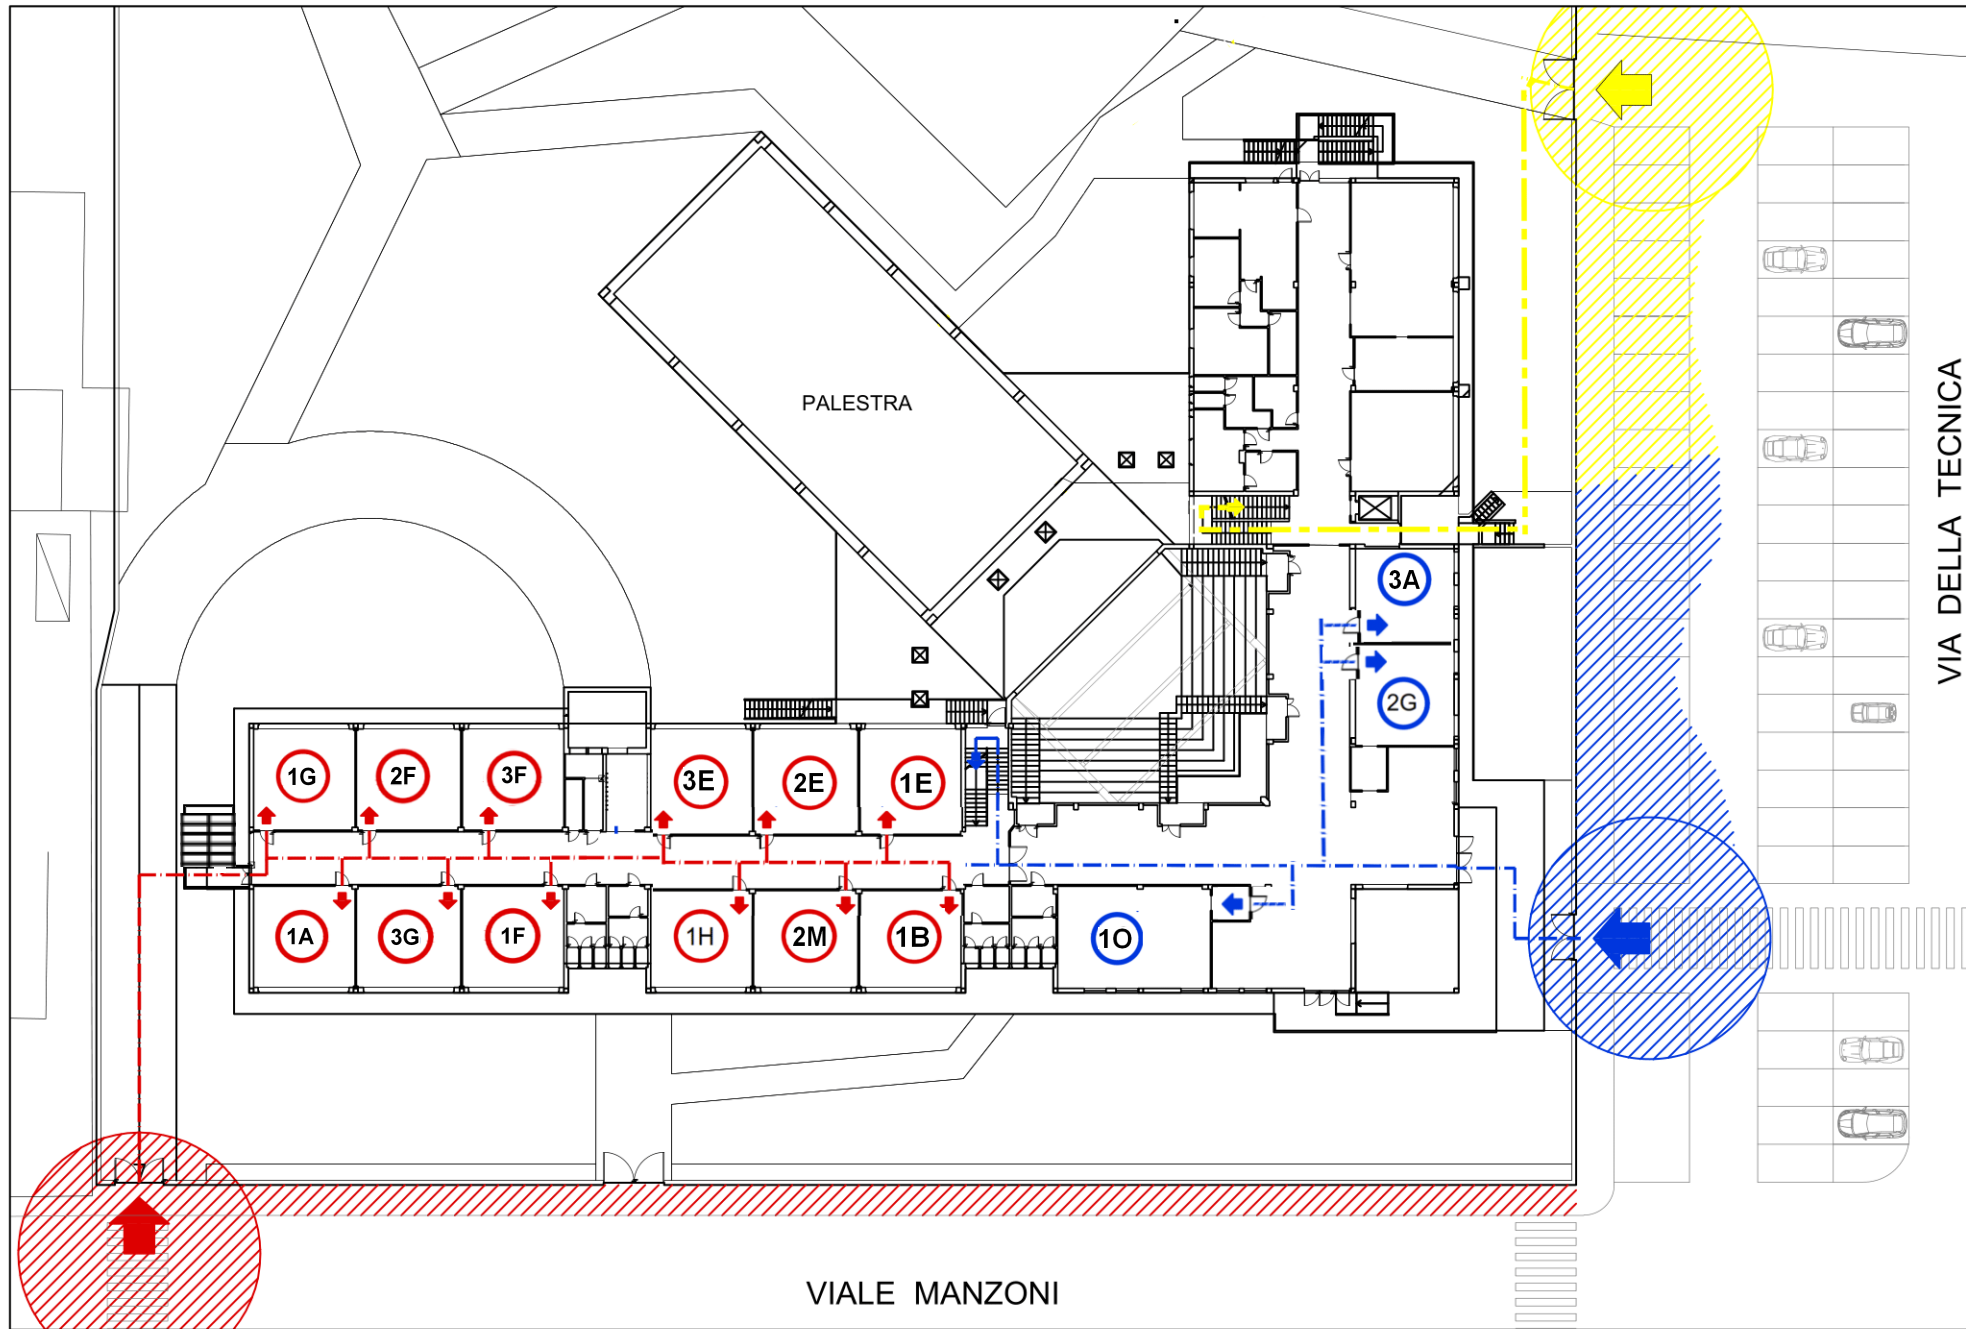 PALESTRA
VIA DELLA TECNICA
3A
2G
1G
2F
3F
3E
2E
1E
1A
3G
1F
1H
2M
1B
1O
VIALE MANZONI